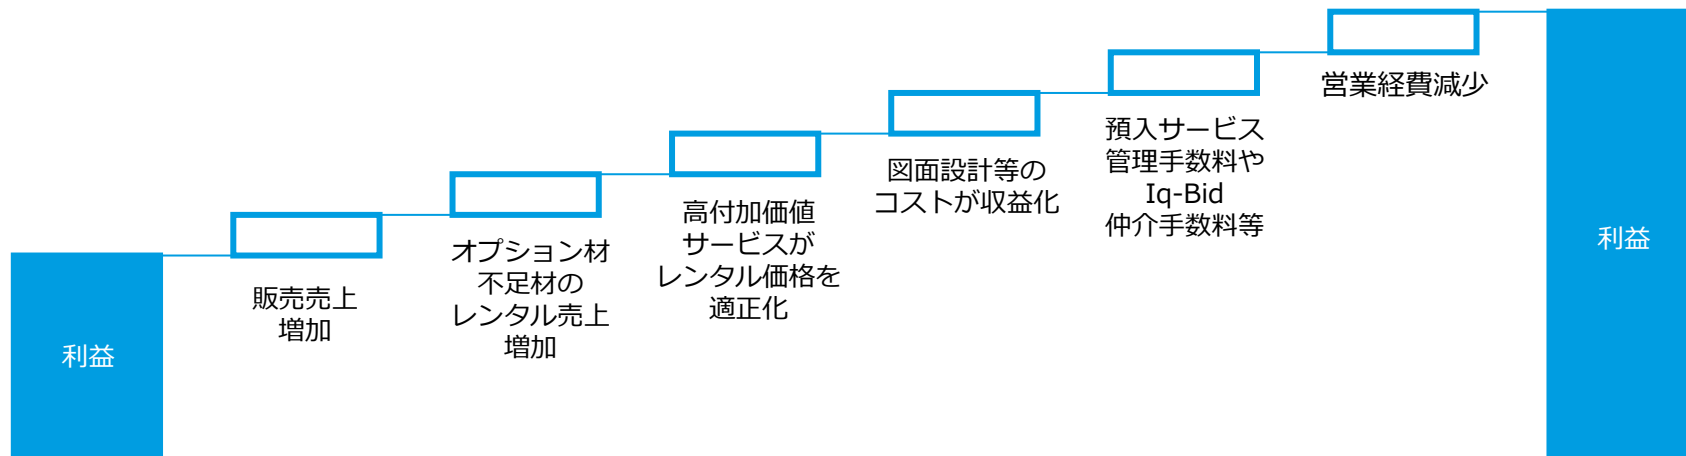 利益
販売売上
増加
オプション材
不足材の
レンタル売上
増加
高付加価値
サービスが
レンタル価格を
適正化
図面設計等の
コストが収益化
預入サービス
管理手数料や
Iq-Bid
仲介手数料等
営業経費減少
利益